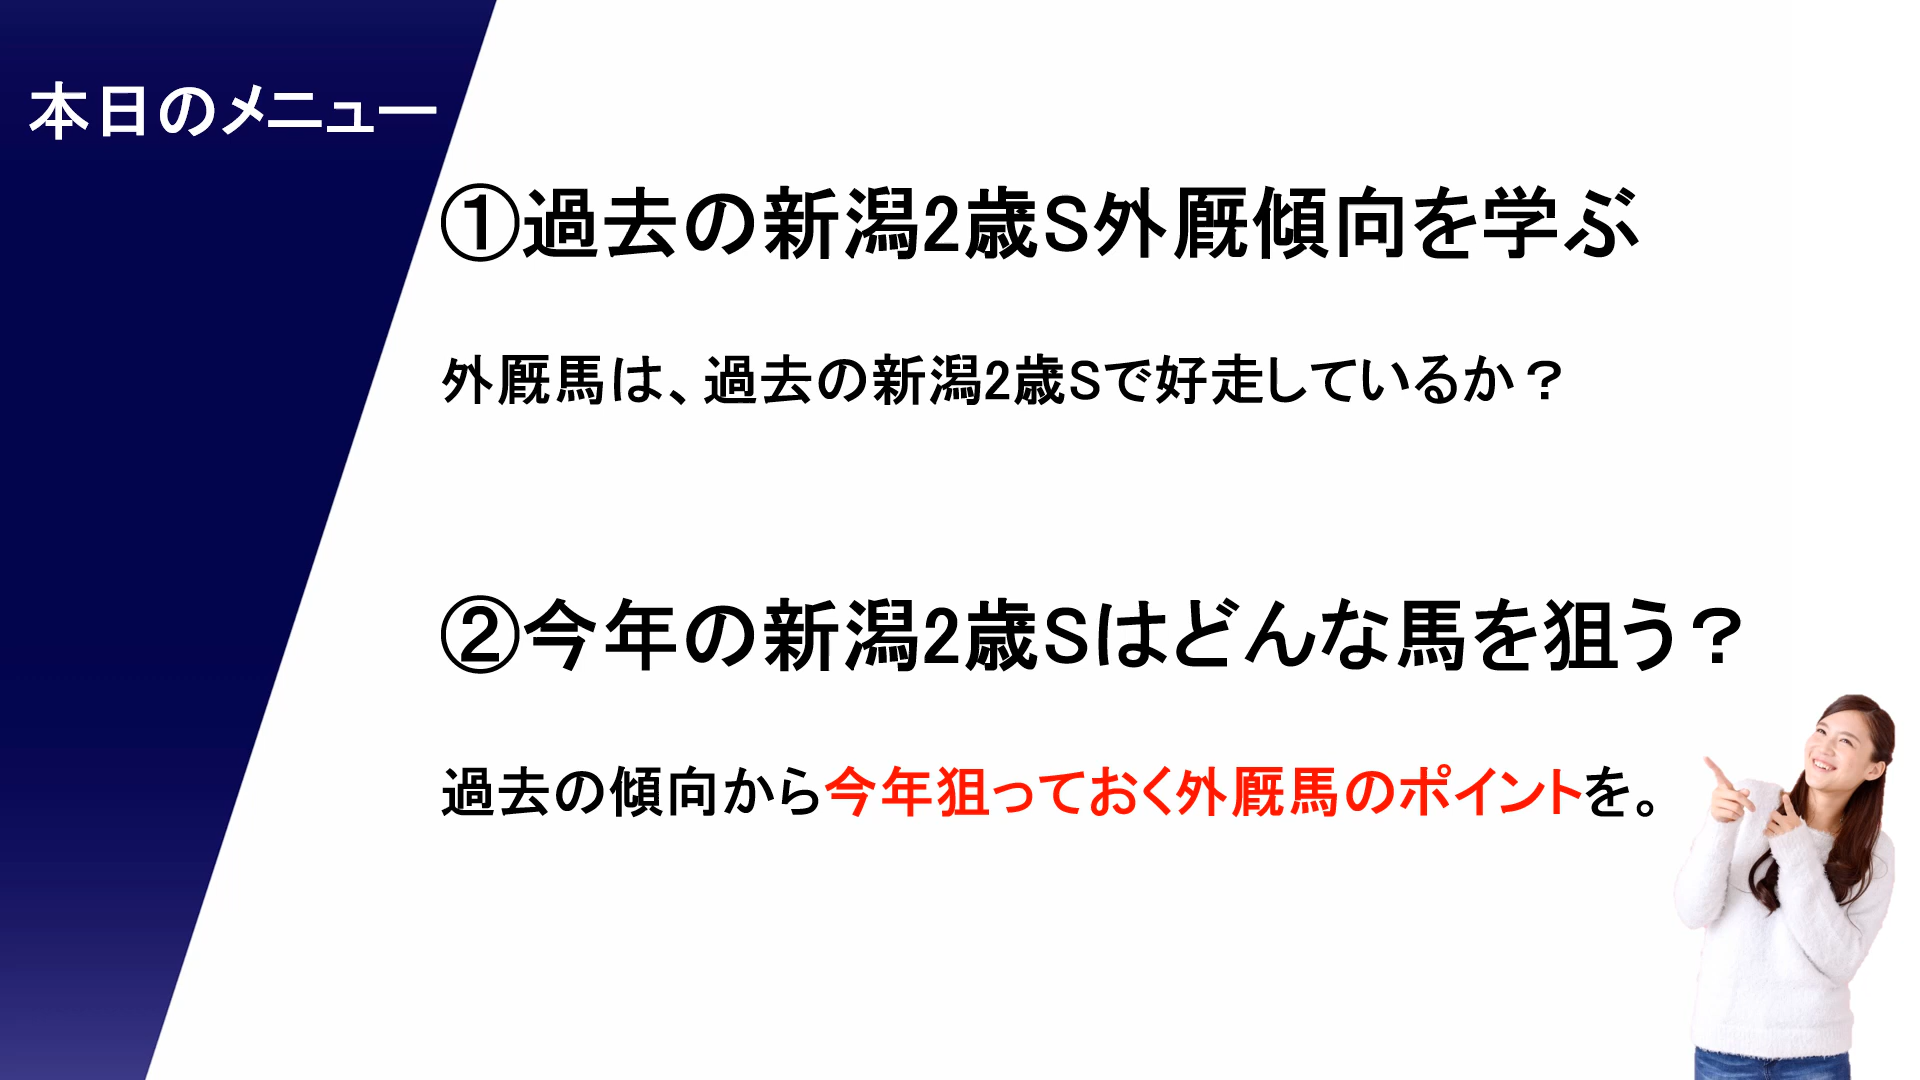 本日のメニュー
①過去の新潟2歳S外厩傾向を学ぶ
外厩馬は、過去の新潟2歳Sで好走しているか？
②今年の新潟2歳Sはどんな馬を狙う？
過去の傾向から今年狙っておく外厩馬のポイントを。